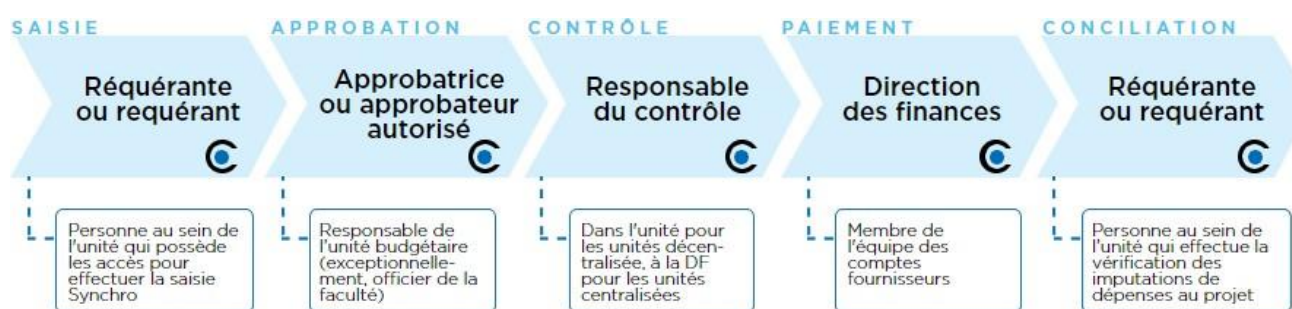 SAISIE
Réquérante
ou requérant
Personne au sein de
l'unité qui possède
les accès pour
effectuer la saisie
Synchro
APPROBATION
Approbatrice
ou approbateur
autorisé
Responsable de
l'unité budgétaire
(exceptionnelle-
ment, officier de la
faculté)
CONTRÔLE
Responsable
du contrôle
Dans l'unité pour
les unités décen-
tralisée, à la DF
pour les unités
centralisées
PAIEMENT
Direction
des finances
Membre de
l'équipe des
comptes
fournisseurs
CONCILIATION
Réquérante
ou requérant
Personne au sein de
l'unité qui effectue la
vérification des
imputations de
dépenses au projet